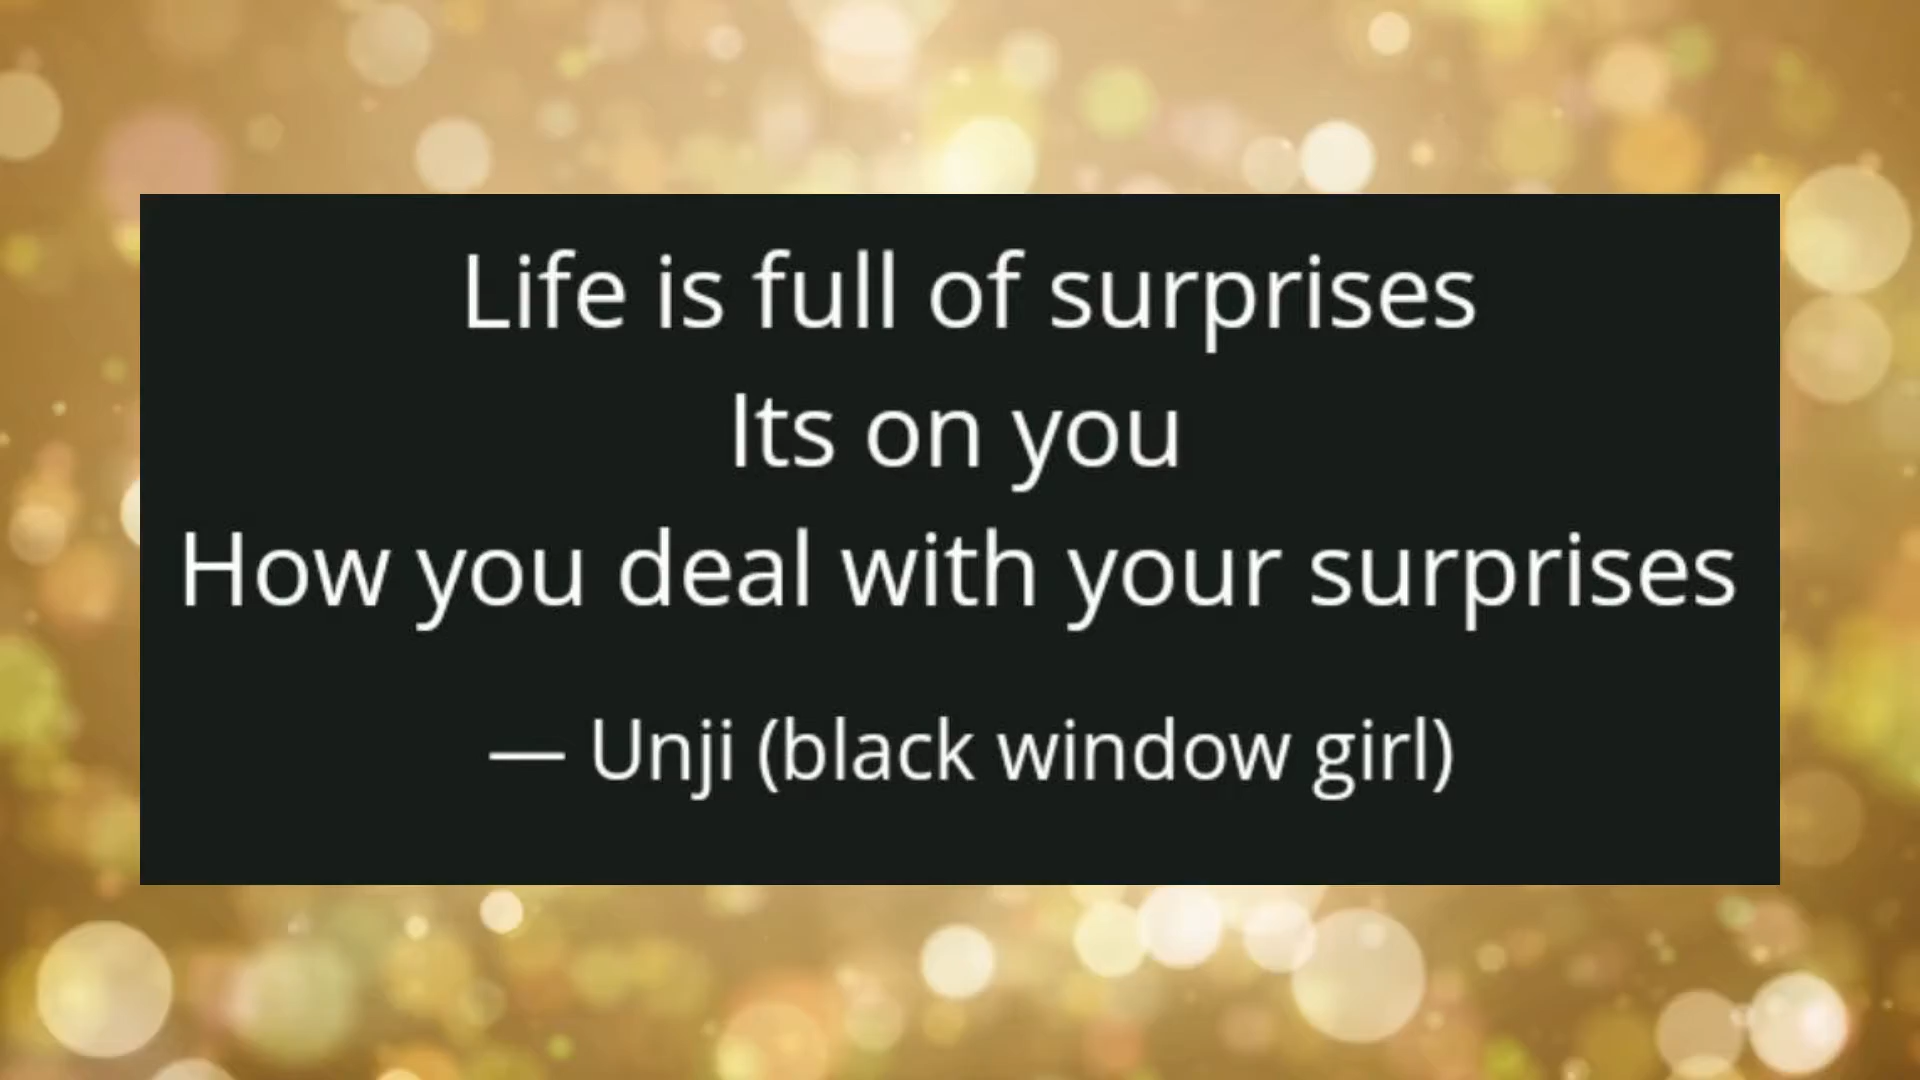 Life is full of surprises
Its on you
How you deal with your surprises
— Unji (black window girl)